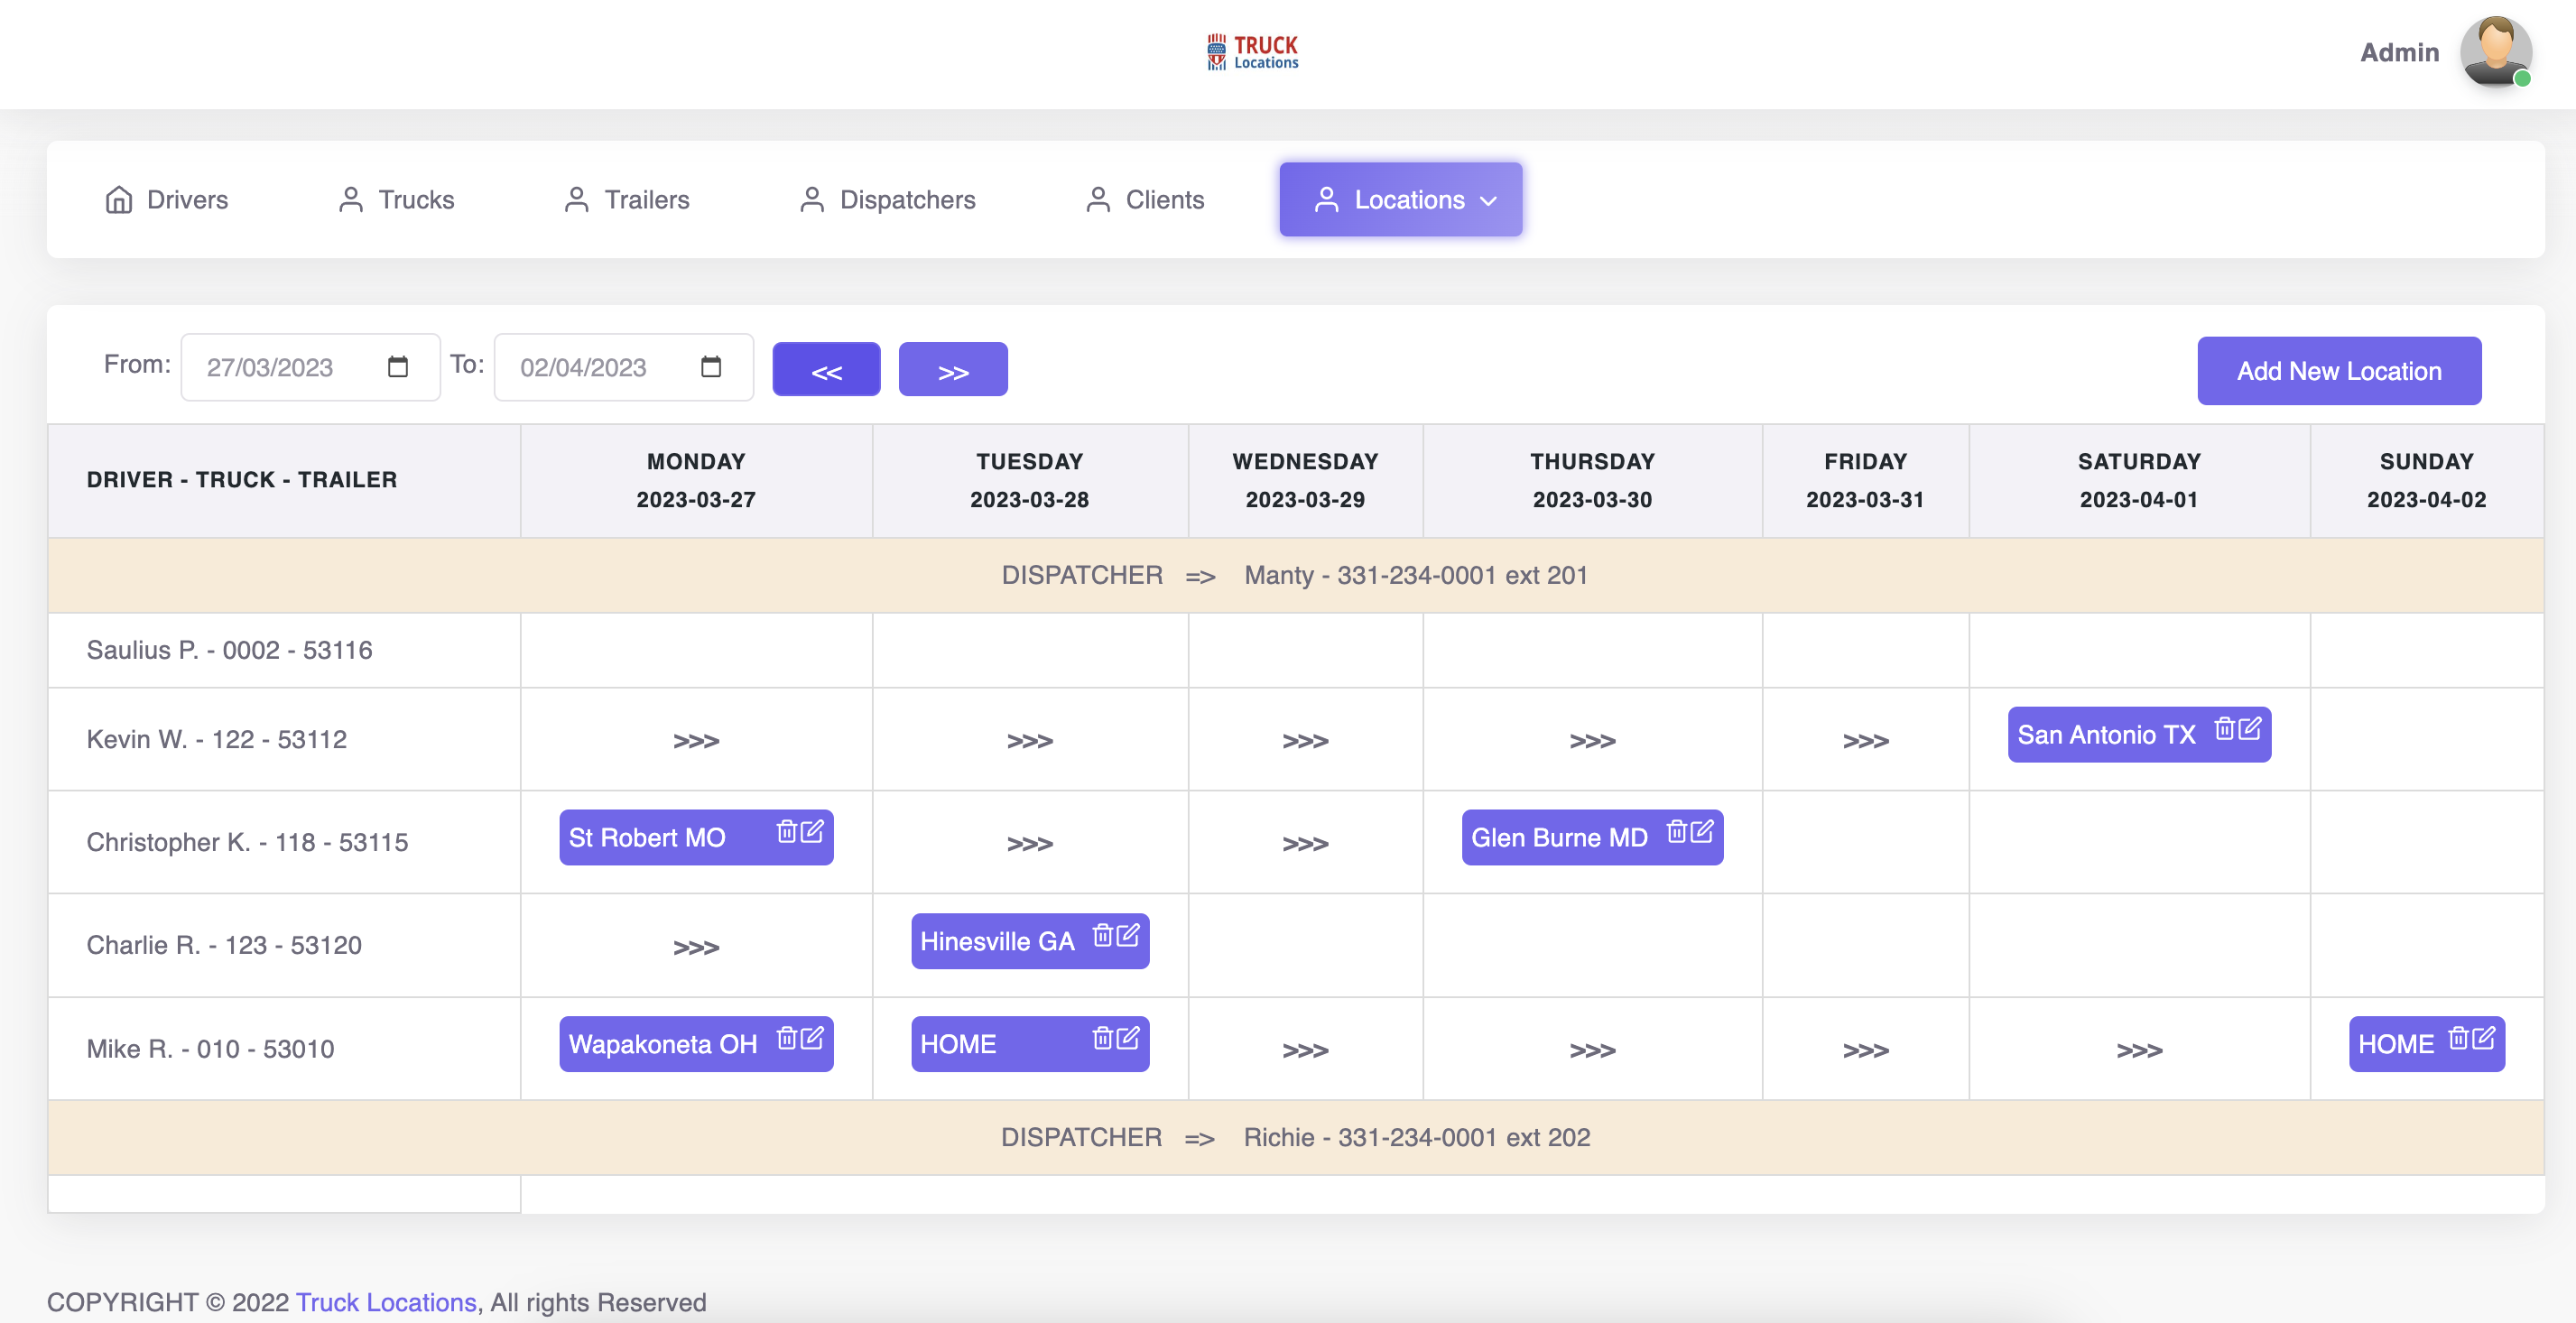 TRUCK
Locations
Admin
Drivers
Trucks
Trailers
Dispatchers
Clients
Locations
From: 27/03/2023 To: 02/04/2023 << >> Add New Location
DRIVER - TRUCK - TRAILER
MONDAY
2023-03-27
TUESDAY
2023-03-28
WEDNESDAY
2023-03-29
THURSDAY
2023-03-30
FRIDAY
2023-03-31
SATURDAY
2023-04-01
SUNDAY
2023-04-02
DISPATCHER => Manty - 331-234-0001 ext 201
Saulius P. - 0002 - 53116
Kevin W. - 122 - 53112 >>> >>> >>> >>> >>> San Antonio TX
Christopher K. - 118 - 53115 St Robert MO >>> >>> Glen Burne MD
Charlie R. - 123 - 53120 >>> Hinesville GA
Mike R. - 010 - 53010 Wapakoneta OH HOME >>> >>> >>> >>> HOME
DISPATCHER => Richie - 331-234-0001 ext 202
COPYRIGHT © 2022 Truck Locations, All rights Reserved